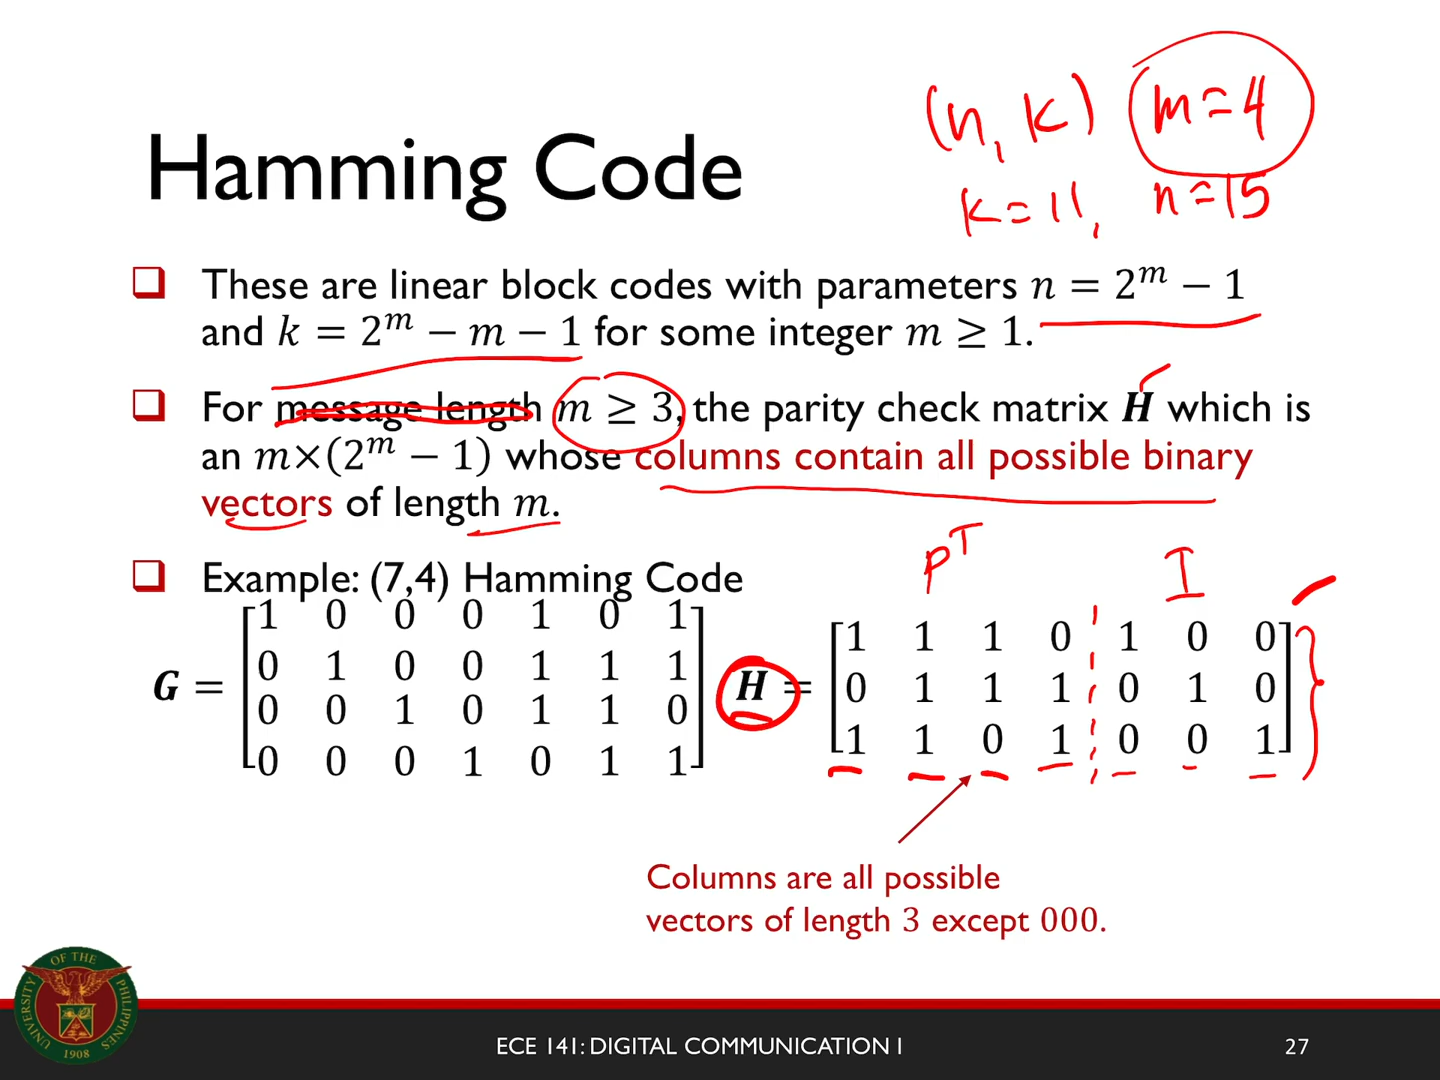 (n, k) m=4
k=11, n=15
Hamming Code
These are linear block codes with parameters n = 2^m − 1
and k = 2^m − m − 1 for some integer m ≥ 1.
For message length m ≥ 3, the parity check matrix H which is
an m×(2^m − 1) whose columns contain all possible binary
vectors of length m.
P^T I
Example: (7,4) Hamming Code
G =
1 0 0 0 1 0 1
0 1 0 0 1 1 1
0 0 1 0 1 1 0
0 0 0 1 0 1 1
H =
1 1 1 0 1 0 0
0 1 1 1 0 1 0
1 1 0 1 0 0 1
Columns are all possible
vectors of length 3 except 000.
UNIVERSITY OF THE PHILIPPINES
1908
ECE 141: DIGITAL COMMUNICATION I
27